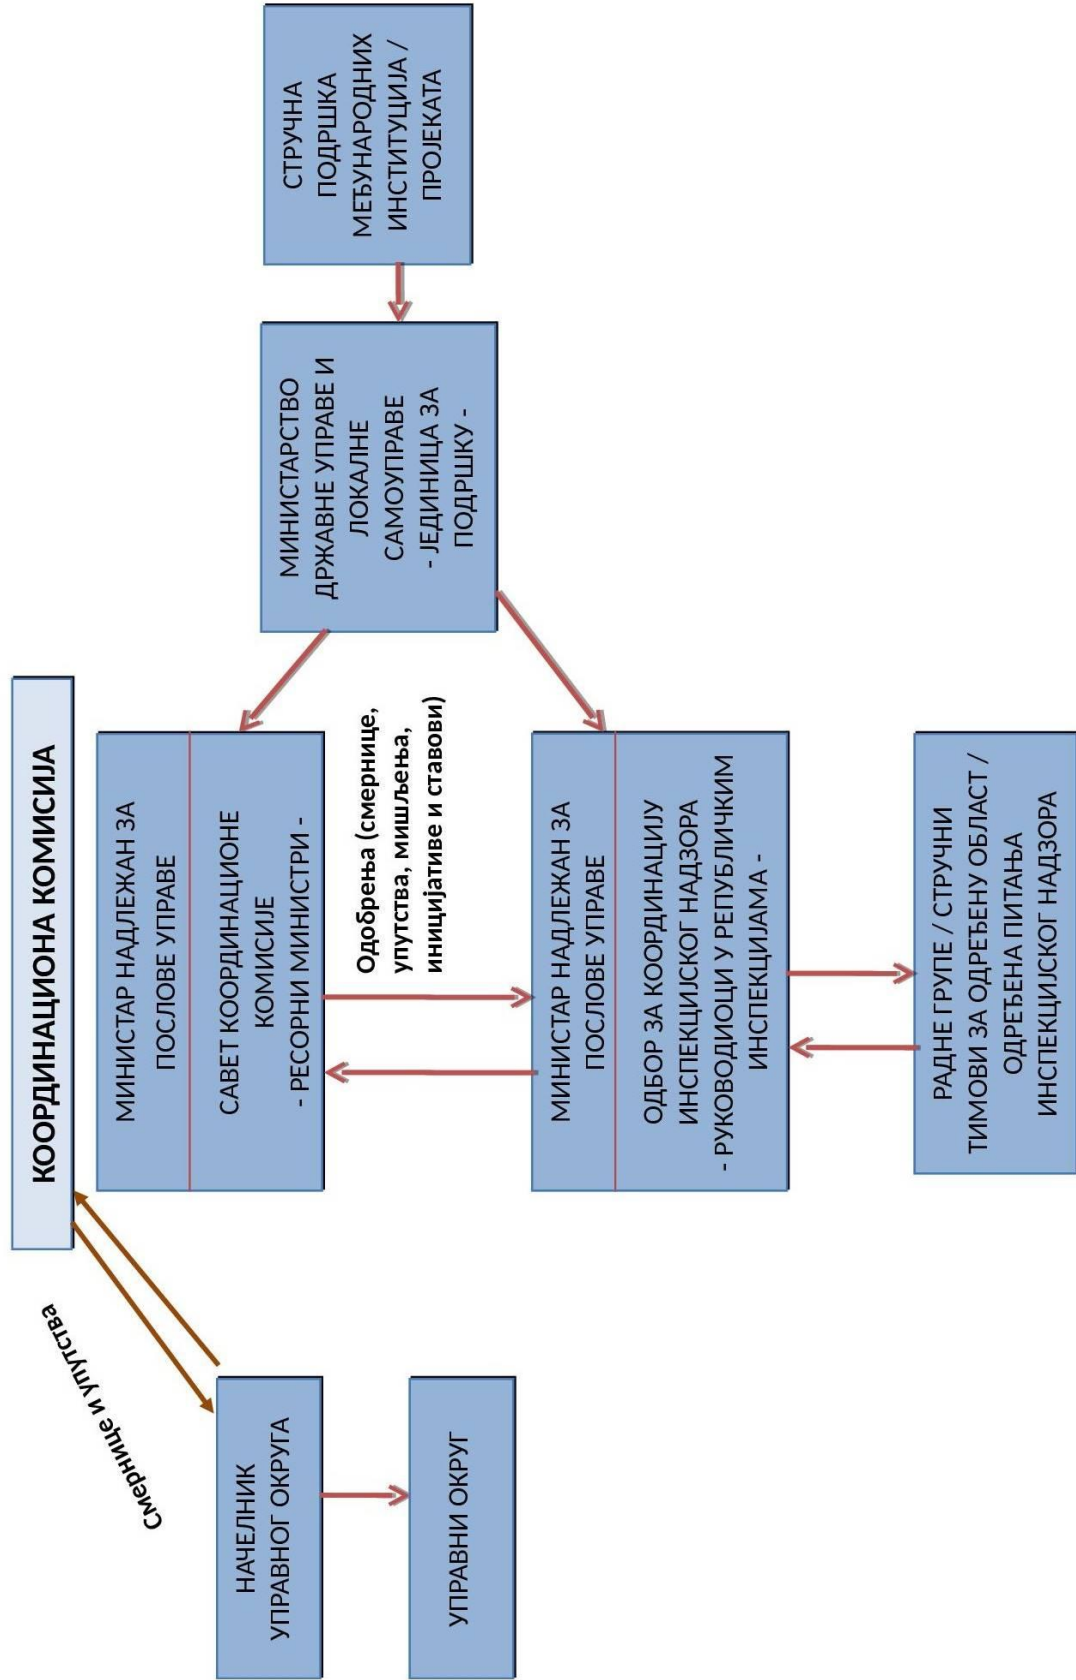 КООРДИНАЦИОНА КОМИСИЈА
Смернице и упутства
НАЧЕЛНИК
УПРАВНОГ ОКРУГА
УПРАВНИ ОКРУГ
МИНИСТАР НАДЛЕЖАН ЗА
ПОСЛОВЕ УПРАВЕ
САВЕТ КООРДИНАЦИОНЕ
КОМИСИЈЕ
- РЕСОРНИ МИНИСТРИ -
Одобрења (смернице,
упутства, мишљења,
иницијативе и ставови)
МИНИСТАР НАДЛЕЖАН ЗА
ПОСЛОВЕ УПРАВЕ
ОДБОР ЗА КООРДИНАЦИЈУ
ИНСПЕКЦИЈСКОГ НАДЗОРА
- РУКОВОДИОЦИ У РЕПУБЛИЧКИМ
ИНСПЕКЦИЈАМА -
РАДНЕ ГРУПЕ / СТРУЧНИ
ТИМОВИ ЗА ОДРЕЂЕНУ ОБЛАСТ /
ОДРЕЂЕНА ПИТАЊА
ИНСПЕКЦИЈСКОГ НАДЗОРА
МИНИСТАРСТВО
ДРЖАВНЕ УПРАВЕ И
ЛОКАЛНЕ
САМОУПРАВЕ
- ЈЕДИНИЦА ЗА
ПОДРШКУ -
СТРУЧНА
ПОДРШКА
МЕЂУНАРОДНИХ
ИНСТИТУЦИЈА /
ПРОЈЕКАТА